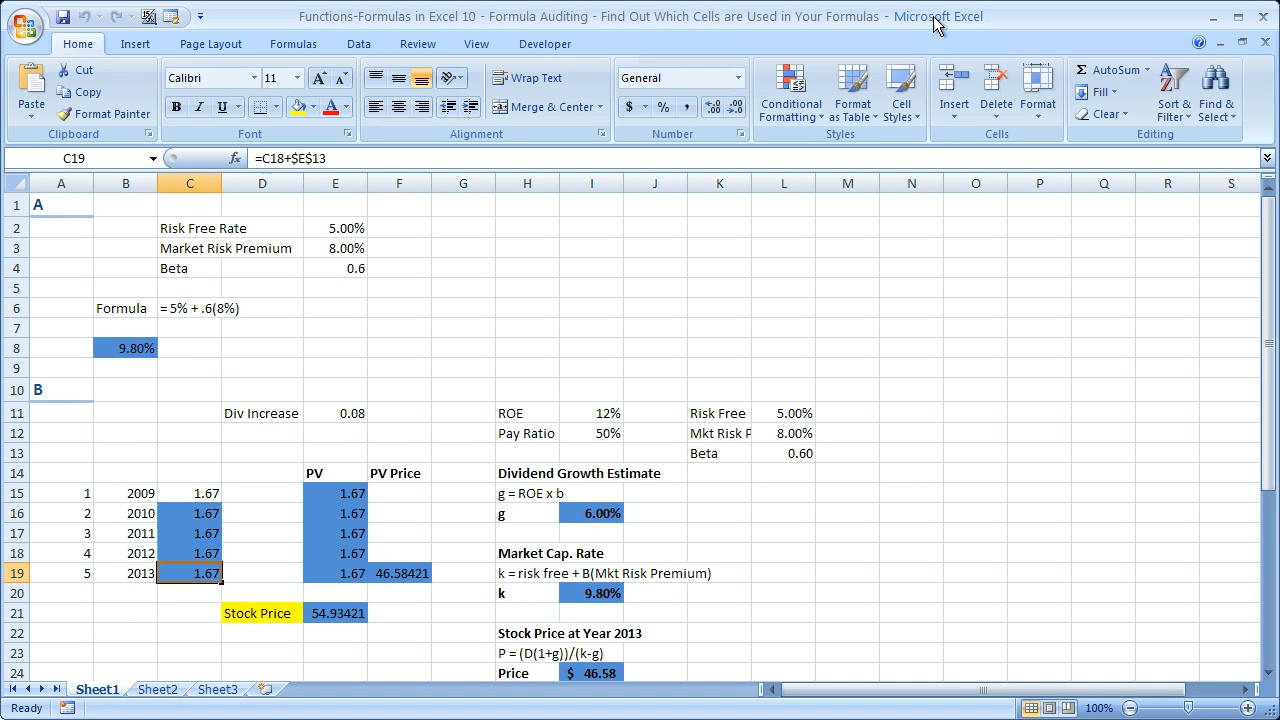 Functions-Formulas in Excel - 1 - Formula Auditing - Find Out Which Cells are Used in Your Formulas - Microsoft Excel
Home Insert Page Layout Formulas Data Review View Developer
Paste Cut Copy Format Painter Clipboard
Calibri 11 A A B I U A Font
Wrap Text Merge & Center Alignment
General $ % , .00 Number
Conditional Formatting Format as Table Cell Styles Styles
Insert Delete Format Cells
Σ AutoSum Fill Clear Sort & Filter Find & Select Editing
C19 fx =C18+$E$13
A B C D E F G H I J K L M N O P Q R S
1 A
2 Risk Free Rate 5.00%
3 Market Risk Premium 8.00%
4 Beta 0.6
5
6 Formula = 5% + .6(8%)
7
8 9.80%
9
10 B
11 Div Increase 0.08 ROE 12% Risk Free 5.00%
12 Pay Ratio 50% Mkt Risk P 8.00%
13 Beta 0.60
14 PV PV Price Dividend Growth Estimate
15 1 2009 1.67 1.67 g = ROE x b
16 2 2010 1.67 1.67 g 6.00%
17 3 2011 1.67 1.67
18 4 2012 1.67 1.67 Market Cap. Rate
19 5 2013 1.67 1.67 46.58421 k = risk free + B(Mkt Risk Premium)
20 k 9.80%
21 Stock Price 54.93421
22 Stock Price at Year 2013
23 P = (D(1+g))/(k-g)
24 Price $ 46.58
Sheet1 Sheet2 Sheet3
Ready 100%